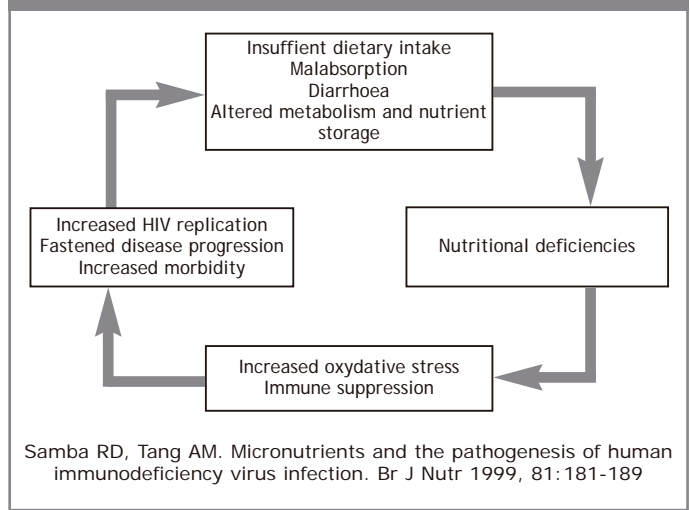 Insufficient dietary intake
Malabsorption
Diarrhoea
Altered metabolism and nutrient
storage
Increased HIV replication
Fastened disease progression
Increased morbidity
Nutritional deficiencies
Increased oxydative stress
Immune suppression
Samba RD, Tang AM. Micronutrients and the pathogenesis of human
immunodeficiency virus infection. Br J Nutr 1999, 81:181-189